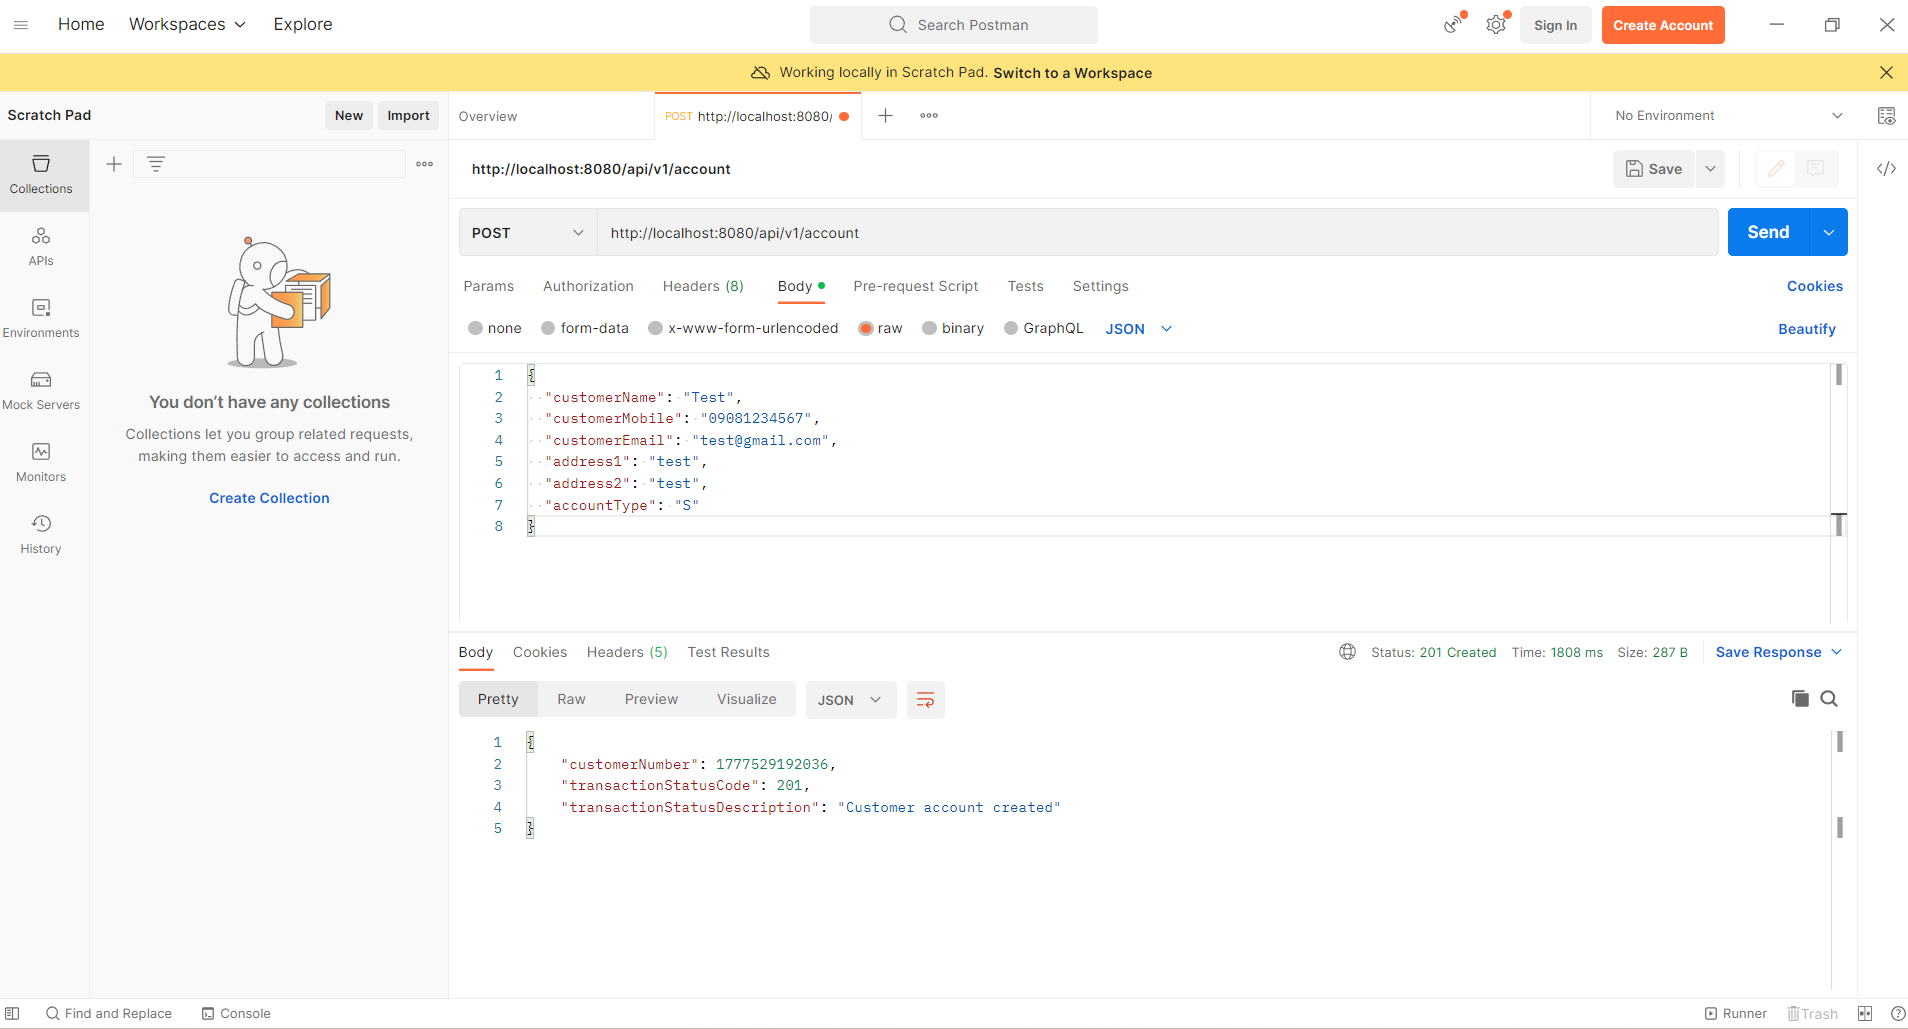 Home
Workspaces
Explore
Search Postman
Sign In
Create Account
Working locally in Scratch Pad. Switch to a Workspace
Scratch Pad
New
Import
Overview
POST http://localhost:8080/
No Environment
Collections
APIs
Environments
Mock Servers
Monitors
History
You don’t have any collections
Collections let you group related requests,
making them easier to access and run.
Create Collection
http://localhost:8080/api/v1/account
Save
POST
http://localhost:8080/api/v1/account
Send
Params
Authorization
Headers (8)
Body
Pre-request Script
Tests
Settings
Cookies
none
form-data
x-www-form-urlencoded
raw
binary
GraphQL
JSON
Beautify
1 {
2 "customerName": "Test",
3 "customerMobile": "09081234567",
4 "customerEmail": "test@gmail.com",
5 "address1": "test",
6 "address2": "test",
7 "accountType": "S"
8 }
Body
Cookies
Headers (5)
Test Results
Status: 201 Created
Time: 1808 ms
Size: 287 B
Save Response
Pretty
Raw
Preview
Visualize
JSON
1 {
2 "customerNumber": 1777529192036,
3 "transactionStatusCode": 201,
4 "transactionStatusDescription": "Customer account created"
5 }
Find and Replace
Console
Runner
Trash